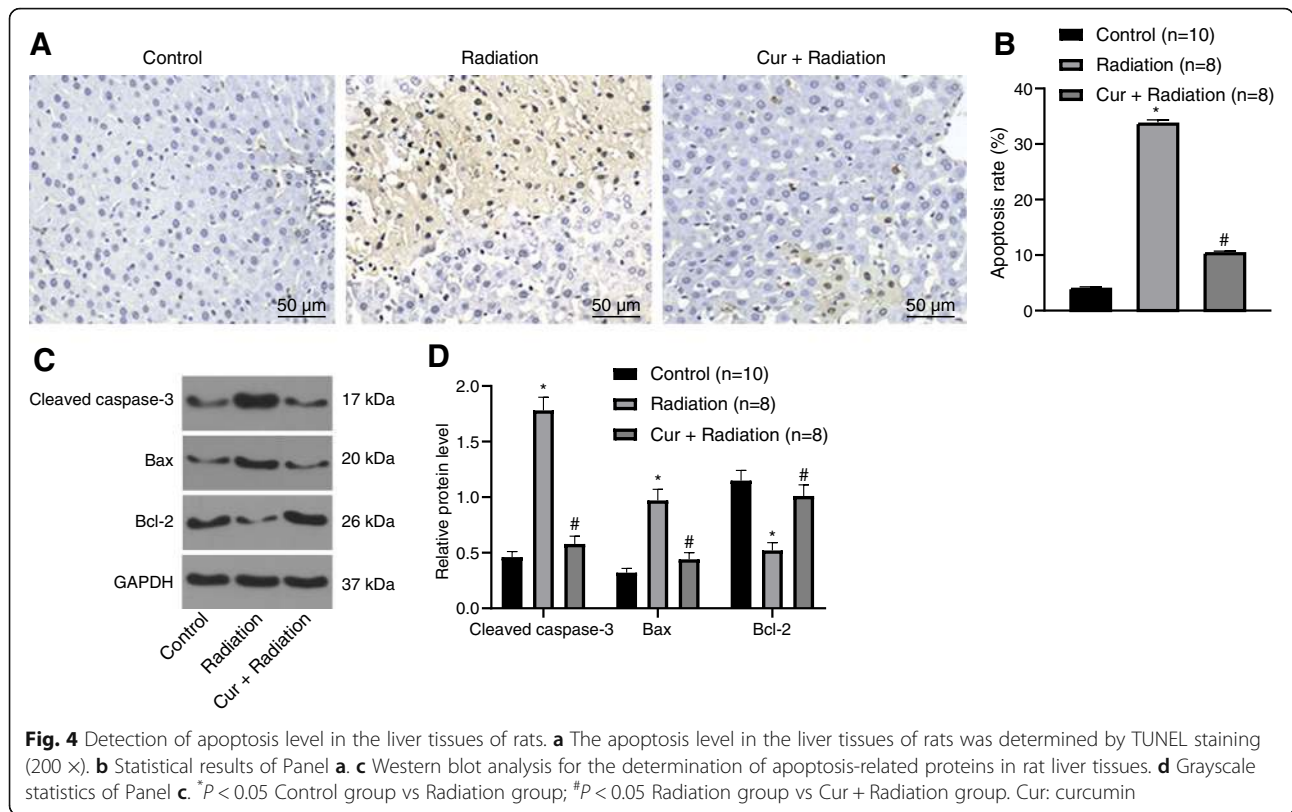 A
Control
Radiation
Cur + Radiation
50 µm
50 µm
50 µm
B
Control (n=10)
Radiation (n=8)
Cur + Radiation (n=8)
Apoptosis rate (%)
40
30
20
10
0
*
#
C
Cleaved caspase-3
17 kDa
Bax
20 kDa
Bcl-2
26 kDa
GAPDH
37 kDa
Control
Radiation
Cur + Radiation
D
Control (n=10)
Radiation (n=8)
Cur + Radiation (n=8)
Relative protein level
2.0
1.5
1.0
0.5
0.0
*
#
*
#
*
#
Cleaved caspase-3
Bax
Bcl-2
Fig. 4 Detection of apoptosis level in the liver tissues of rats. a The apoptosis level in the liver tissues of rats was determined by TUNEL staining
(200 ×). b Statistical results of Panel a. c Western blot analysis for the determination of apoptosis-related proteins in rat liver tissues. d Grayscale
statistics of Panel c. *P < 0.05 Control group vs Radiation group; #P < 0.05 Radiation group vs Cur + Radiation group. Cur: curcumin